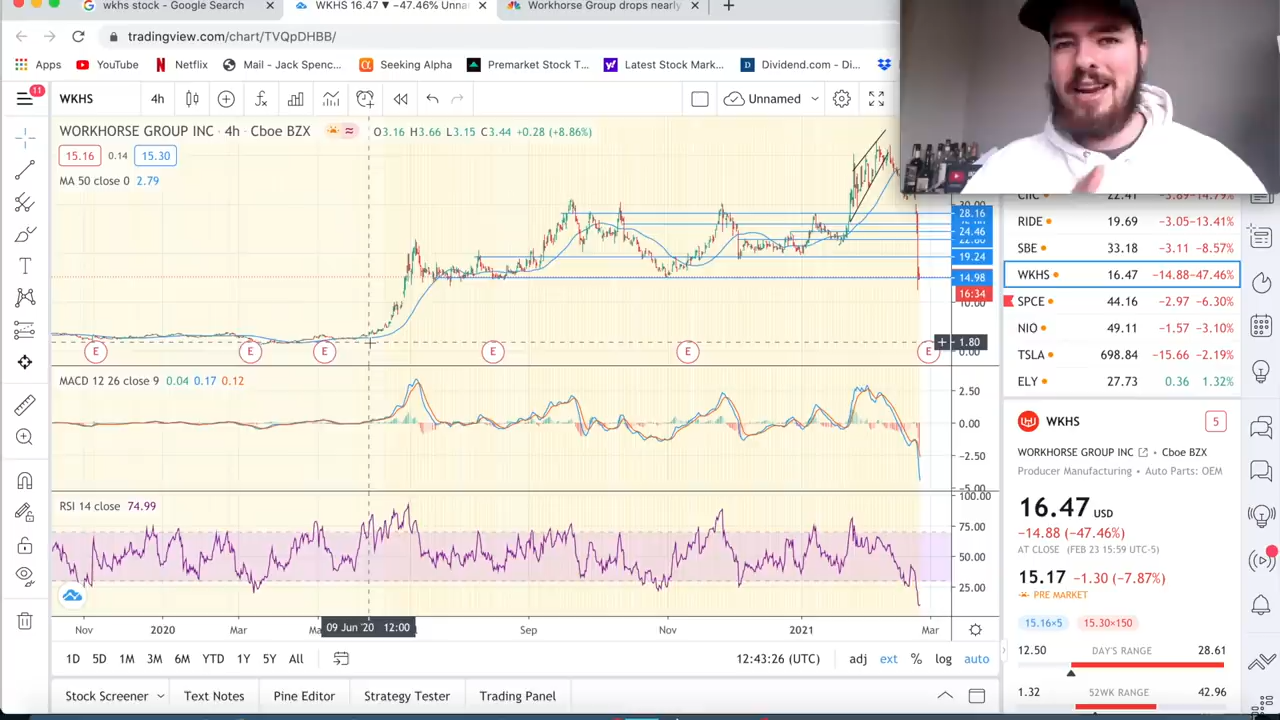 wkhs stock - Google Search
WKHS 16.47 ▼ −47.46% Unna
Workhorse Group drops nearly
tradingview.com/chart/TVQpDHBB/
Apps
YouTube
Netflix
Mail - Jack Spenc...
Seeking Alpha
Premarket Stock T...
Latest Stock Mark...
Dividend.com - Di...
11
WKHS
4h
Unnamed
WORKHORSE GROUP INC · 4h · Cboe BZX
O3.16 H3.66 L3.15 C3.44 +0.28 (+8.86%)
15.16 0.14 15.30
MA 50 close 0 2.79
28.16
24.46
19.24
14.98
16:34
10.00
1.80
0.00
E E E E E E
MACD 12 26 close 9 0.04 0.17 0.12
2.50
0.00
−2.50
−5.00
RSI 14 close 74.99
100.00
75.00
50.00
25.00
Nov 2020 Mar 09 Jun '20 12:00 Sep Nov 2021 Mar
1D 5D 1M 3M 6M YTD 1Y 5Y All
12:43:26 (UTC) adj ext % log auto
Stock Screener Text Notes Pine Editor Strategy Tester Trading Panel
RIDE 19.69 −3.05 −13.41%
SBE 33.18 −3.11 −8.57%
WKHS 16.47 −14.88 −47.46%
SPCE 44.16 −2.97 −6.30%
NIO 49.11 −1.57 −3.10%
TSLA 698.84 −15.66 −2.19%
ELY 27.73 0.36 1.32%
WKHS 5
WORKHORSE GROUP INC • Cboe BZX
Producer Manufacturing • Auto Parts: OEM
16.47 USD
−14.88 (−47.46%)
AT CLOSE (FEB 23 15:59 UTC-5)
15.17 −1.30 (−7.87%)
PRE MARKET
15.16×5 15.30×150
12.50 DAY'S RANGE 28.61
1.32 52WK RANGE 42.96